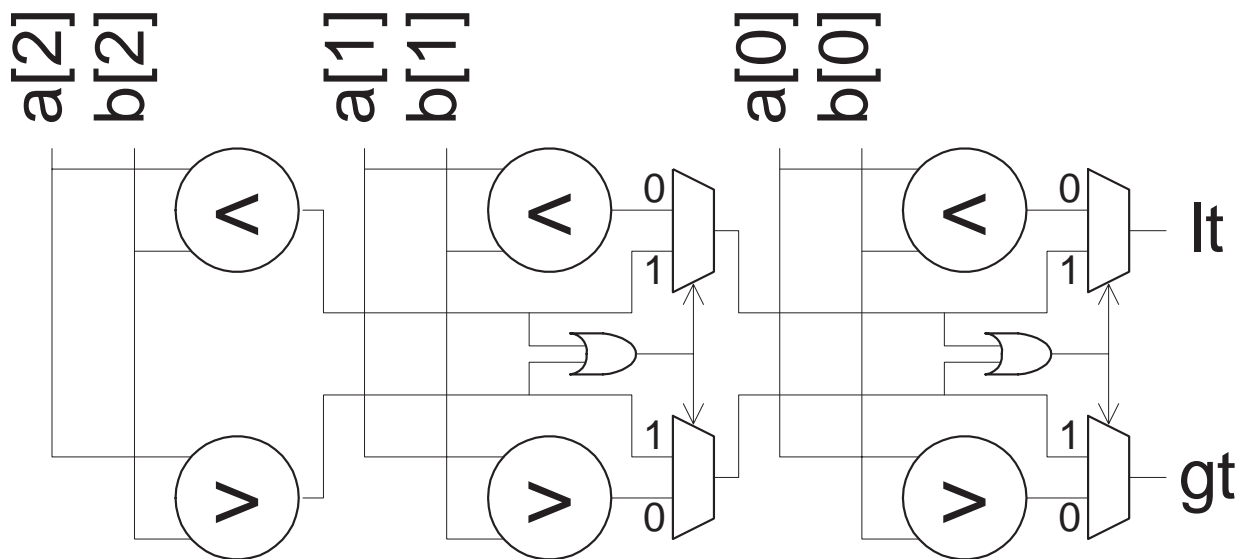 a[2]
b[2]
a[1]
b[1]
a[0]
b[0]
<
<
0
<
0
lt
1
1
1
1
>
>
0
>
0
gt